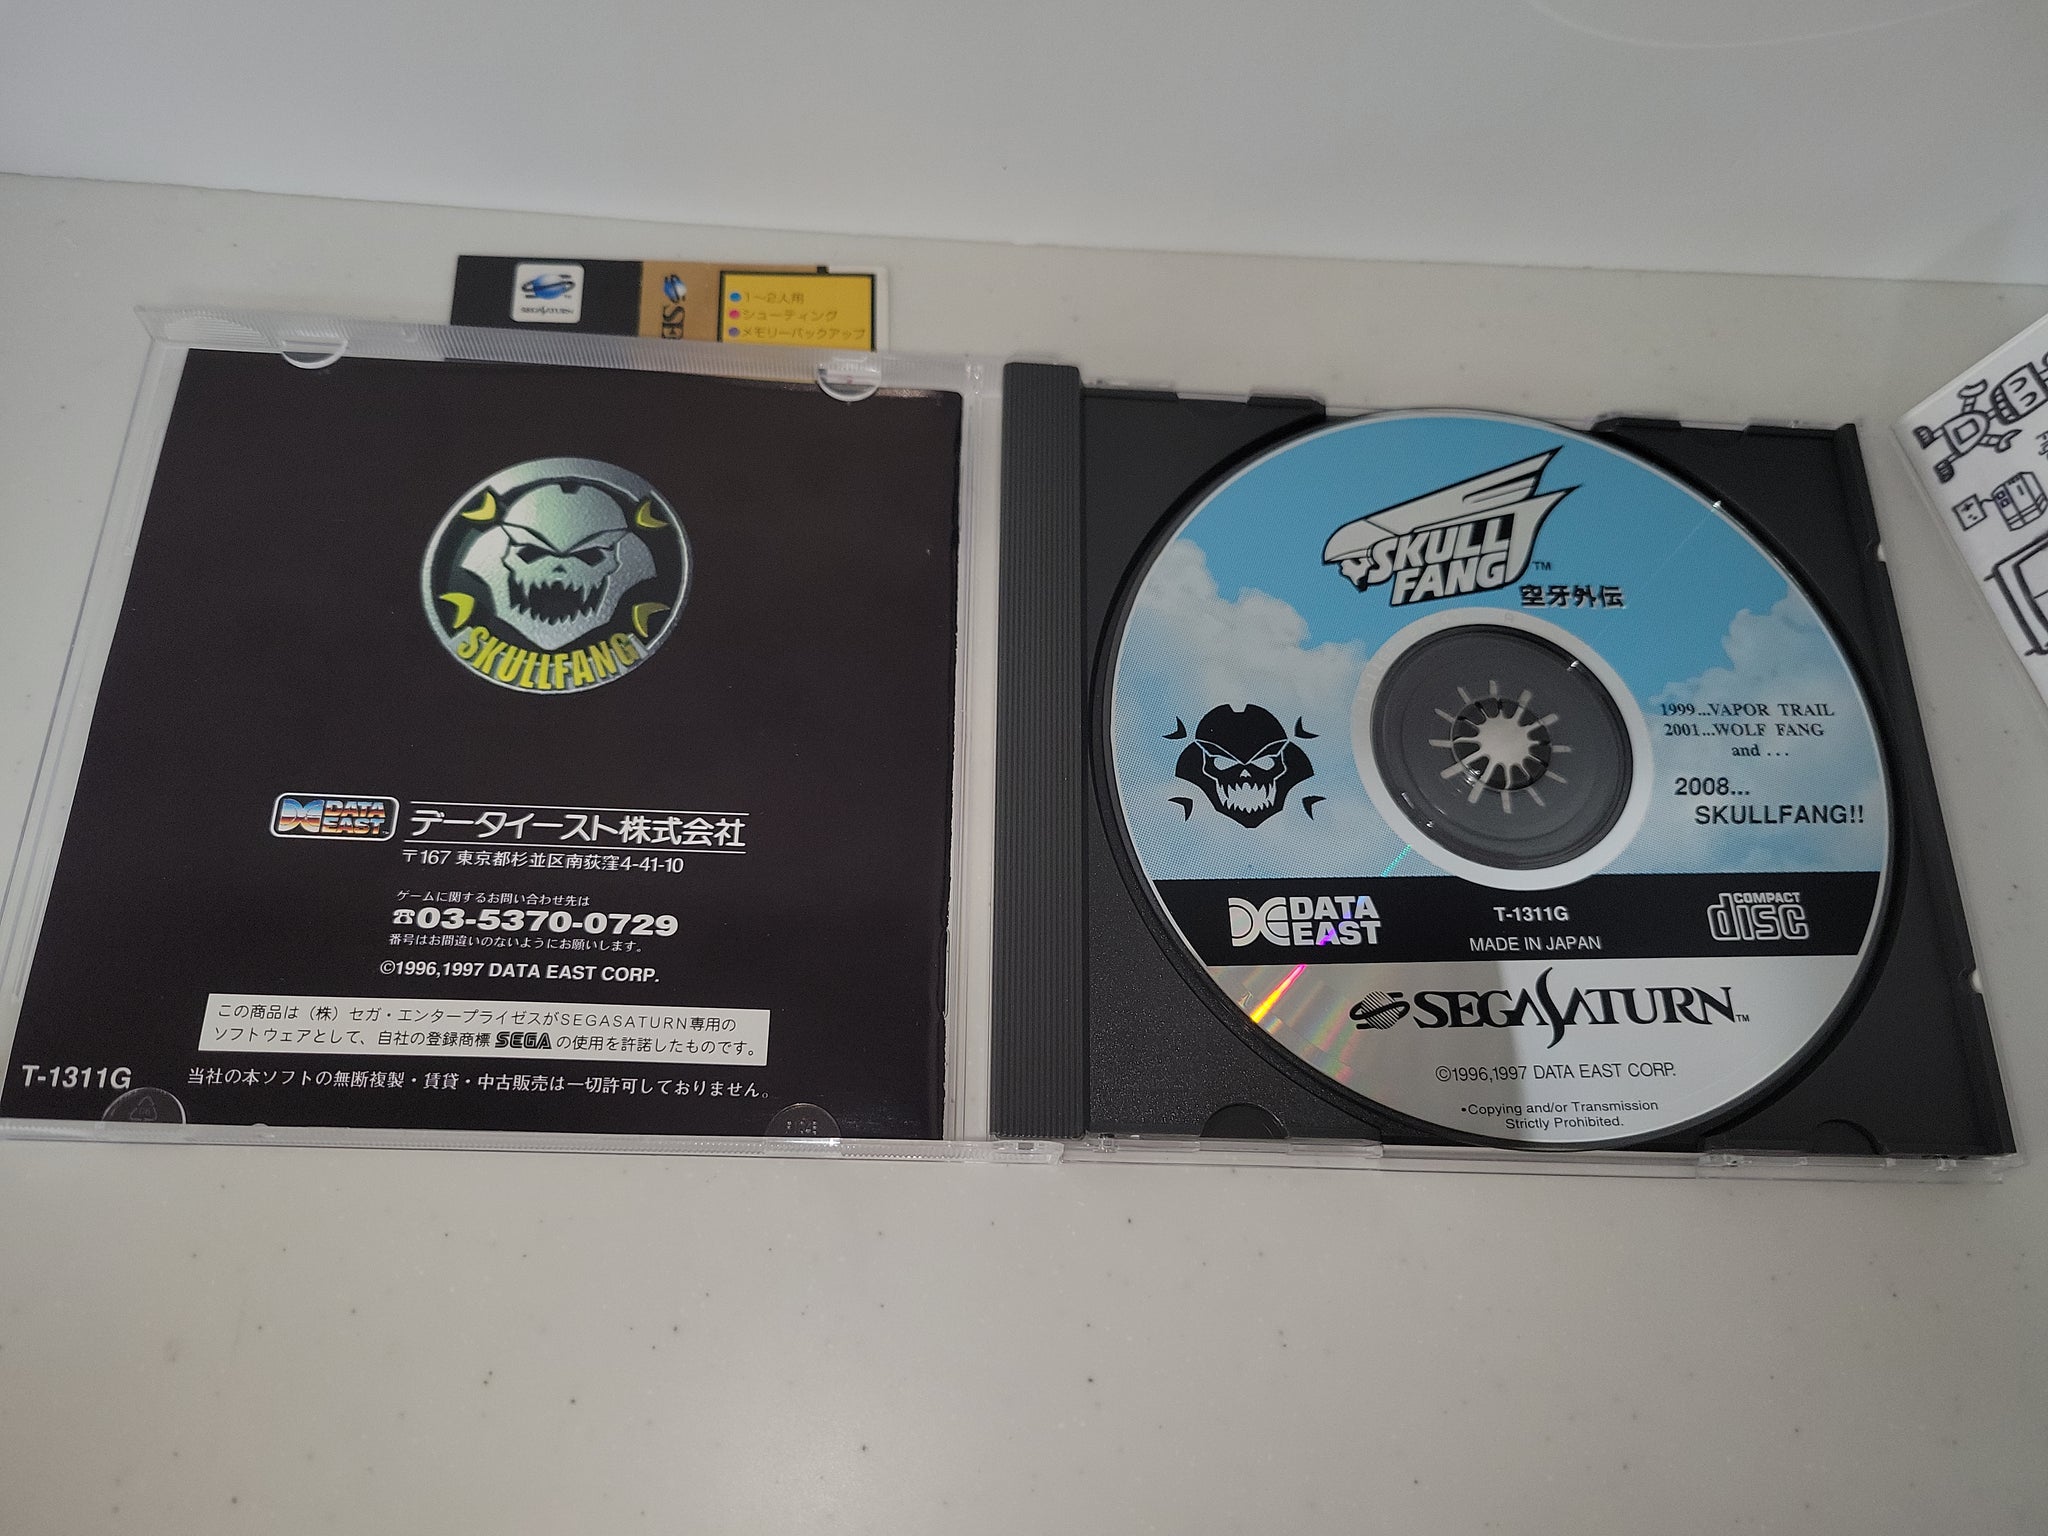 SEGASATURN
SE
1～2人用
シューティング
メモリーバックアップ
SKULLFANG
DATA EAST
データイースト株式会社
〒167 東京都杉並区南荻窪4-41-10
ゲームに関するお問い合わせ先は
☎03-5370-0729
番号はお間違いのないようにお願いします。
©1996,1997 DATA EAST CORP.
この商品は（株）セガ・エンタープライゼスがSEGASATURN専用の
ソフトウェアとして、自社の登録商標 SEGA の使用を許諾したものです。
T-1311G
当社の本ソフトの無断複製・賃貸・中古販売は一切許可しておりません。
SKULL
FANG™
空牙外伝
1999...VAPOR TRAIL
2001...WOLF FANG
and ...
2008...
SKULLFANG!!
DATA
EAST
T-1311G
MADE IN JAPAN
COMPACT
disc
SEGASATURN™
©1996,1997 DATA EAST CORP.
•Copying and/or Transmission
Strictly Prohibited.